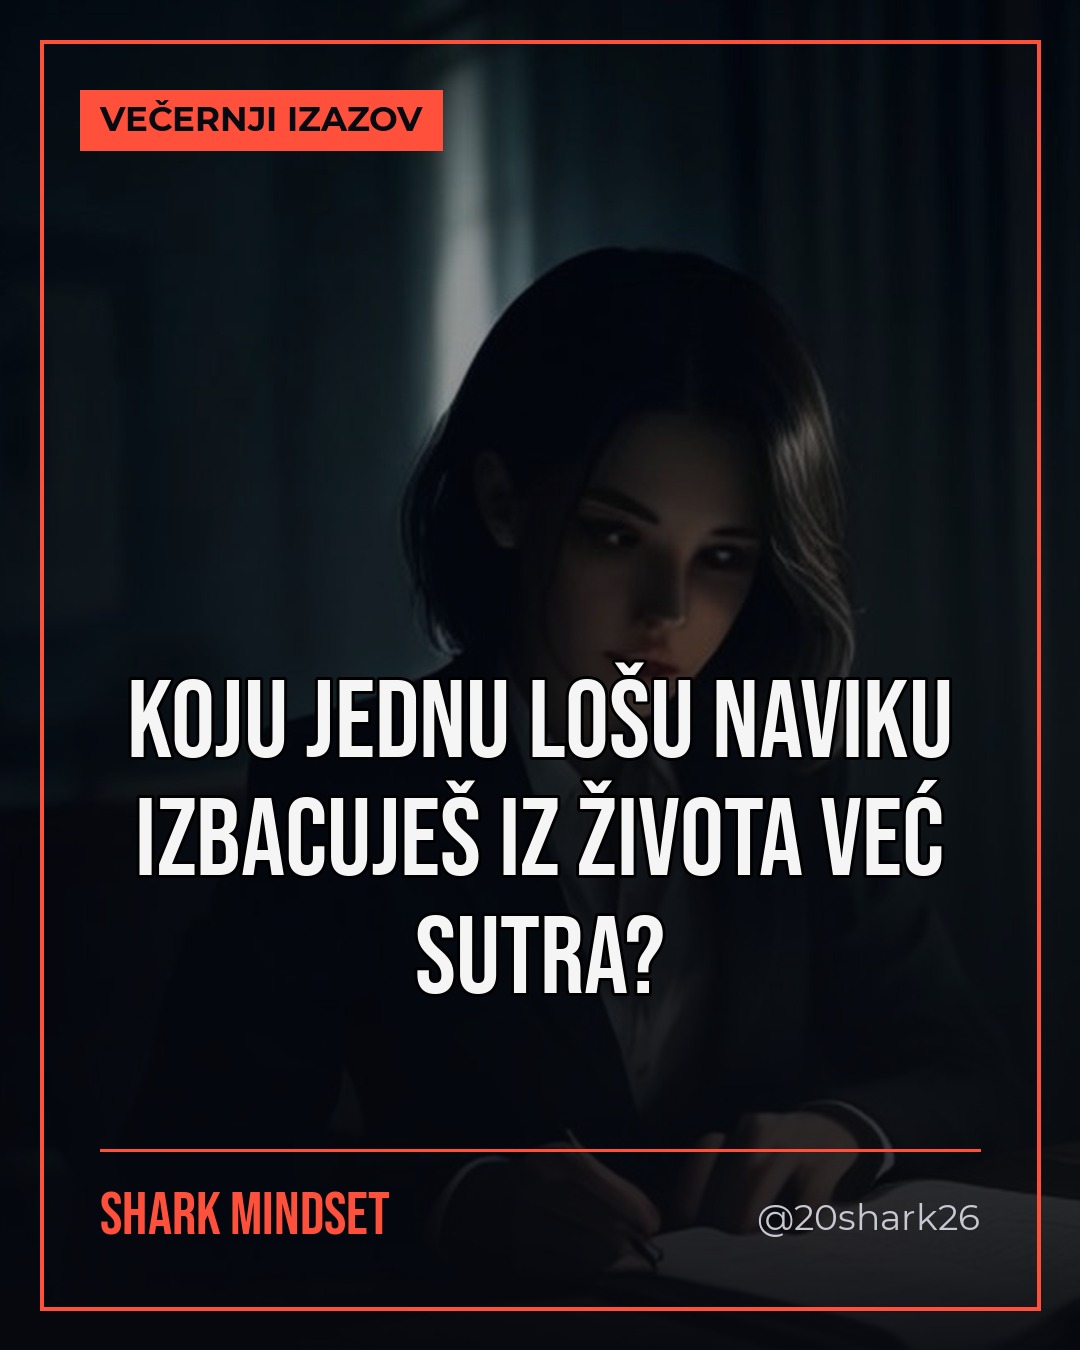 VEČERNJI IZAZOV
KOJU JEDNU LOŠU NAVIKU
IZBACUJEŠ IZ ŽIVOTA VEĆ
SUTRA?
SHARK MINDSET
@20shark26